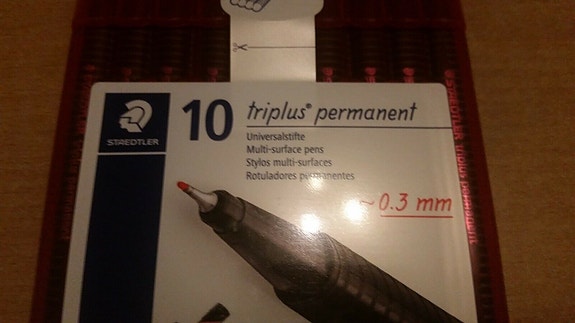 STAEDTLER
10 triplus® permanent
Universalstifte
Multi-surface pens
Stylos multi-surfaces
Rotuladores permanentes
~ 0.3 mm